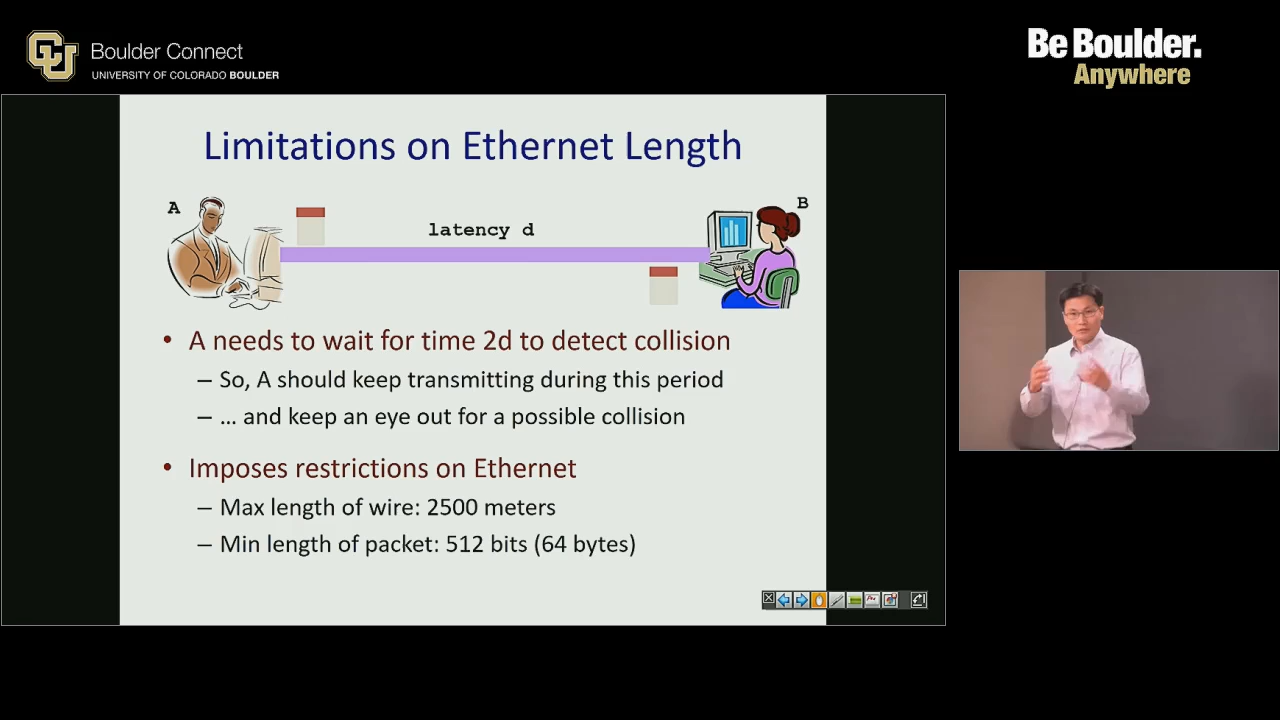 CU
Boulder Connect
UNIVERSITY OF COLORADO BOULDER
Be Boulder.
Anywhere
Limitations on Ethernet Length
A
latency d
B
• A needs to wait for time 2d to detect collision
– So, A should keep transmitting during this period
– … and keep an eye out for a possible collision
• Imposes restrictions on Ethernet
– Max length of wire: 2500 meters
– Min length of packet: 512 bits (64 bytes)